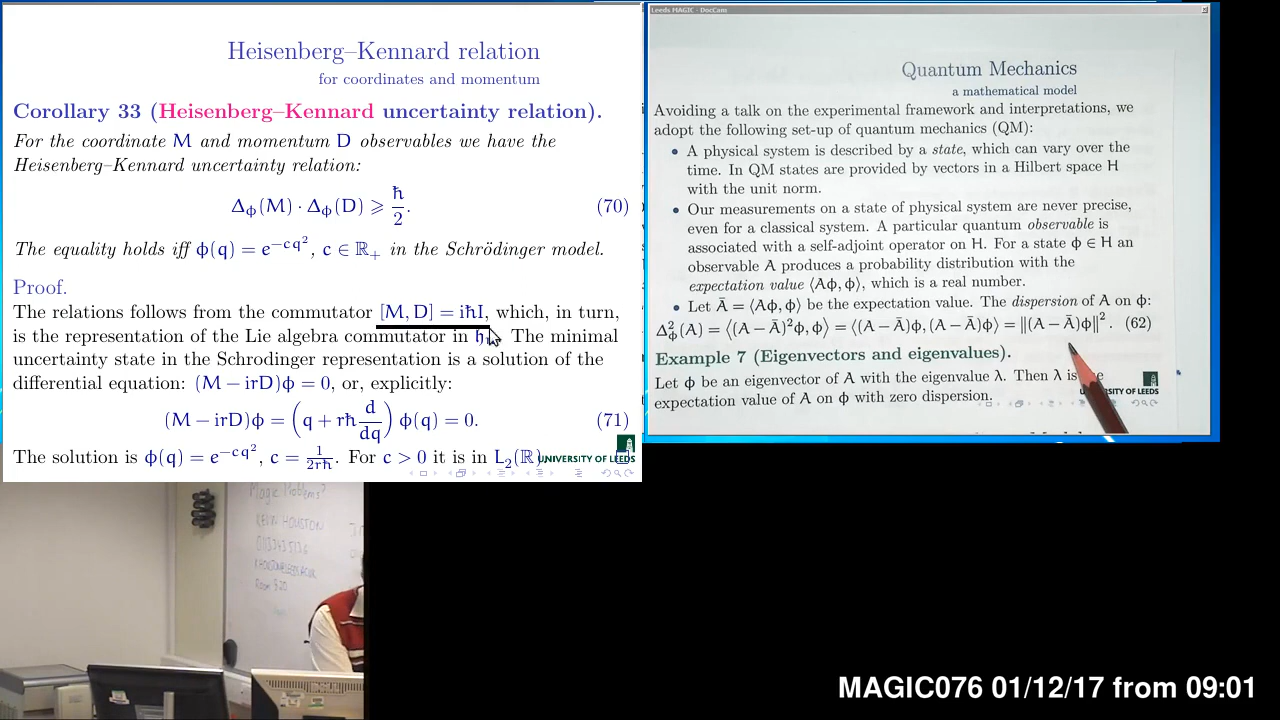 Heisenberg–Kennard relation
for coordinates and momentum
Corollary 33 (Heisenberg–Kennard uncertainty relation).
For the coordinate M and momentum D observables we have the
Heisenberg–Kennard uncertainty relation:
Δ_ϕ(M) · Δ_ϕ(D) ⩾ ħ/2. (70)
The equality holds iff ϕ(q) = e^{−cq²}, c ∈ ℝ₊ in the Schrödinger model.
Proof.
The relations follows from the commutator [M, D] = iħI, which, in turn,
is the representation of the Lie algebra commutator in The minimal
uncertainty state in the Schrodinger representation is a solution of the
differential equation: (M − irD)ϕ = 0, or, explicitly:
(M − irD)ϕ = (q + rħ d/dq) ϕ(q) = 0. (71)
The solution is ϕ(q) = e^{−cq²}, c = 1/(2rħ). For c > 0 it is in L₂(ℝ)
UNIVERSITY OF LEEDS
Leeds MAGIC - DocCam
Quantum Mechanics
a mathematical model
Avoiding a talk on the experimental framework and interpretations, we
adopt the following set-up of quantum mechanics (QM):
• A physical system is described by a state, which can vary over the
time. In QM states are provided by vectors in a Hilbert space H
with the unit norm.
• Our measurements on a state of physical system are never precise,
even for a classical system. A particular quantum observable is
associated with a self-adjoint operator on H. For a state ϕ ∈ H an
observable A produces a probability distribution with the
expectation value ⟨Aϕ, ϕ⟩, which is a real number.
• Let Ā = ⟨Aϕ, ϕ⟩ be the expectation value. The dispersion of A on ϕ:
Δ²_ϕ(A) = ⟨(A − Ā)²ϕ, ϕ⟩ = ⟨(A − Ā)ϕ, (A − Ā)ϕ⟩ = ‖(A − Ā)ϕ‖². (62)
Example 7 (Eigenvectors and eigenvalues).
Let ϕ be an eigenvector of A with the eigenvalue λ. Then λ is
expectation value of A on ϕ with zero dispersion.
UNIVERSITY OF LEEDS
Magic Problems?
KEVIN HOUSTON
MAGIC076 01/12/17 from 09:01